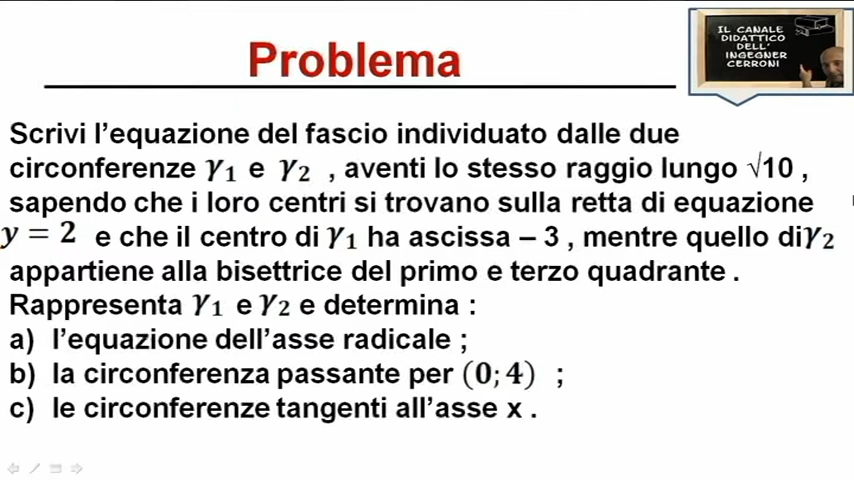 Problema
IL CANALE
DIDATTICO
DELL'
INGEGNER
CERRONI
Scrivi l'equazione del fascio individuato dalle due
circonferenze γ₁ e γ₂ , aventi lo stesso raggio lungo √10 ,
sapendo che i loro centri si trovano sulla retta di equazione
y = 2 e che il centro di γ₁ ha ascissa – 3 , mentre quello di γ₂
appartiene alla bisettrice del primo e terzo quadrante .
Rappresenta γ₁ e γ₂ e determina :
a) l'equazione dell'asse radicale ;
b) la circonferenza passante per (0; 4) ;
c) le circonferenze tangenti all'asse x .